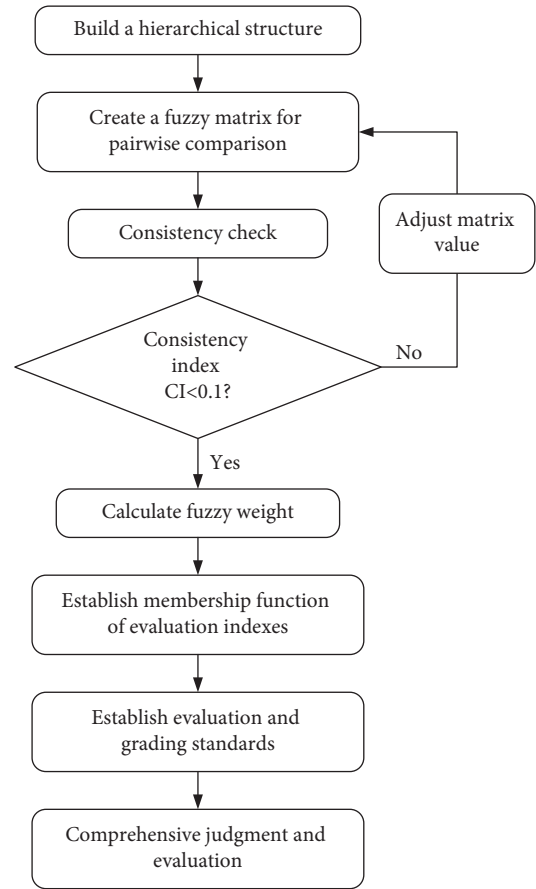 Build a hierarchical structure
Create a fuzzy matrix for
pairwise comparison
Consistency check
Adjust matrix
value
Consistency
index
CI<0.1?
No
Yes
Calculate fuzzy weight
Establish membership function
of evaluation indexes
Establish evaluation and
grading standards
Comprehensive judgment and
evaluation